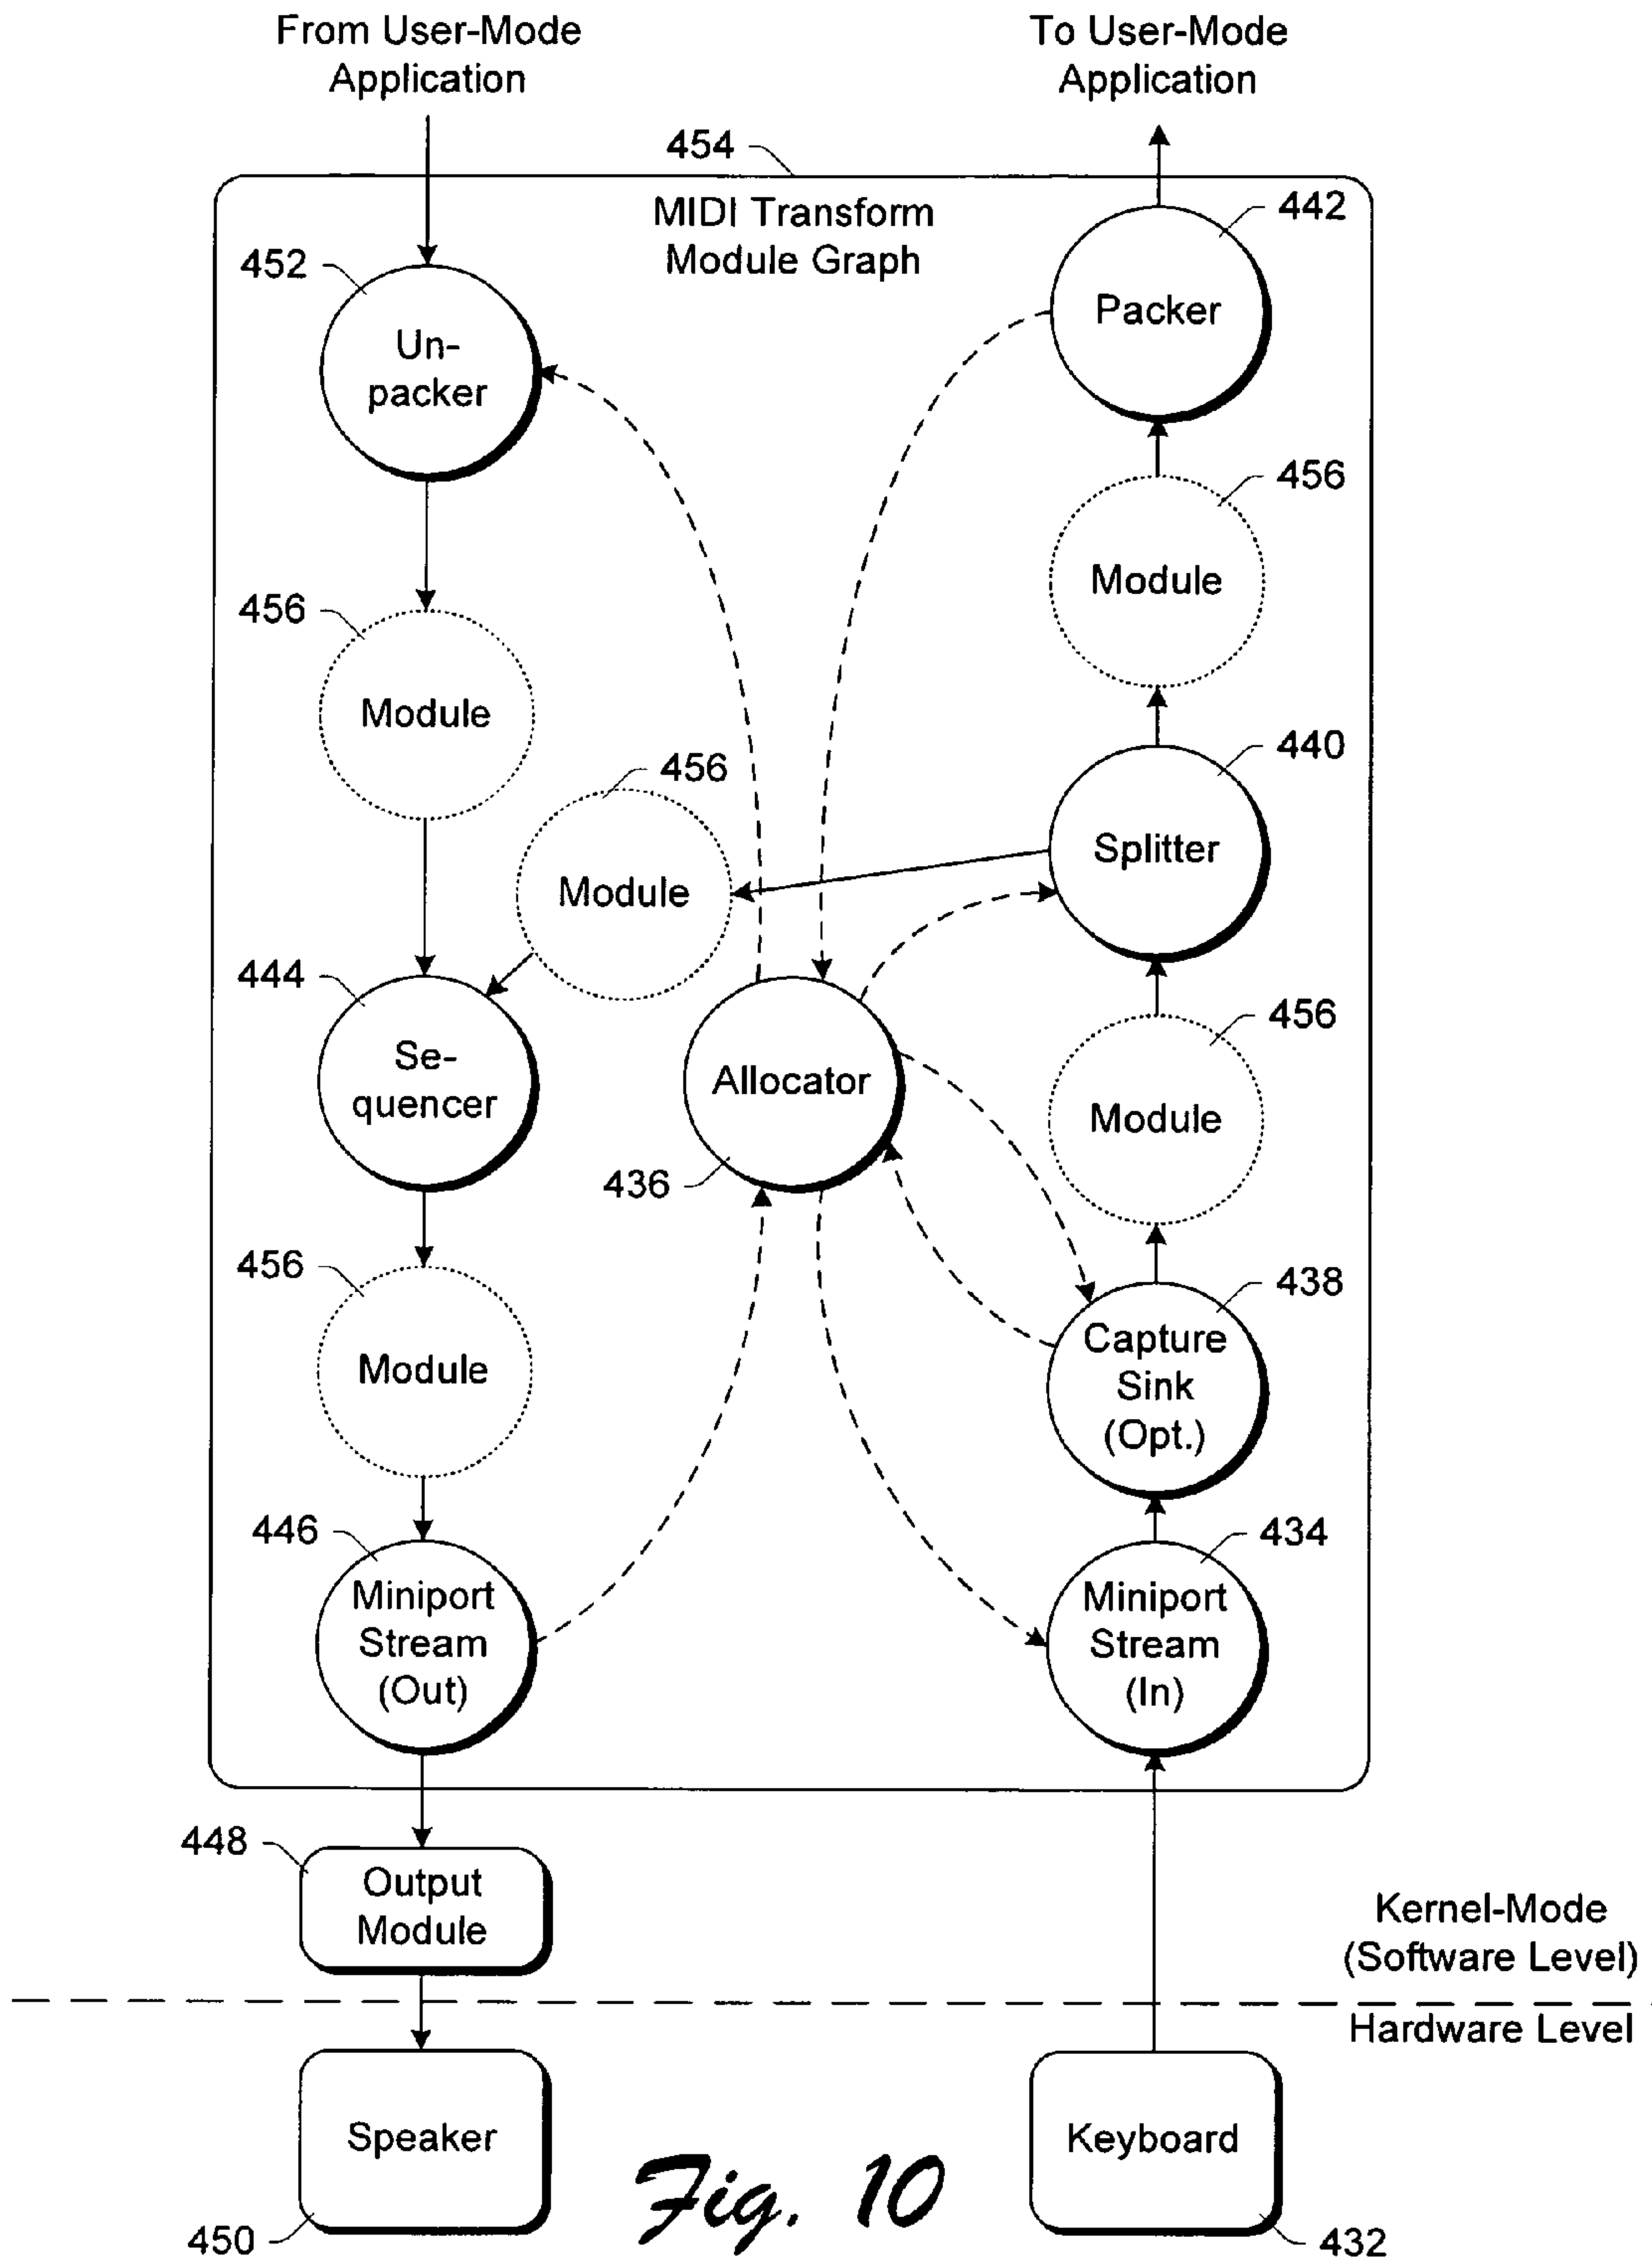 From User-Mode
Application
To User-Mode
Application
454
MIDI Transform
Module Graph
442
Packer
452
Un-
packer
456
Module
456
Module
440
Splitter
456
Module
444
Se-
quencer
Allocator
436
456
Module
456
Module
438
Capture
Sink
(Opt.)
446
Miniport
Stream
(Out)
434
Miniport
Stream
(In)
448
Output
Module
Kernel-Mode
(Software Level)
Hardware Level
Speaker
450
Keyboard
432
Fig. 10